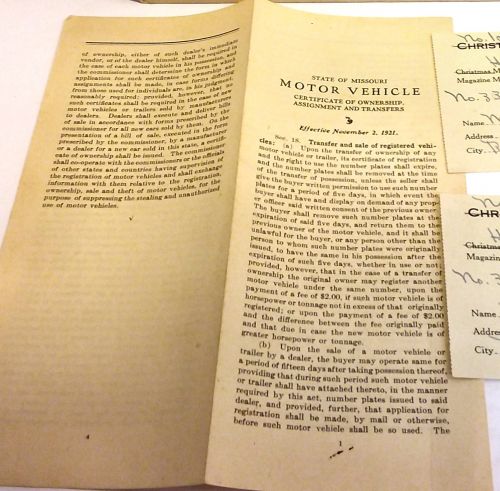 of ownership, either of such dealer's immediate
vendor, or of the dealer himself, shall be required in
the case of each motor vehicle in his possession, and
the commissioner shall determine the form in which
application for such certificates of ownership and
assignments shall be made, in case forms differing
from those used for individuals are, in his judgment,
reasonably required: provided, however, that no
such certificates shall be required in the case of new
motor vehicles or trailers sold by manufacturers
to dealers. Dealers shall execute and deliver bills
of sale in accordance with forms prescribed by the
commissioner for all new cars sold by them. On the
presentation of a bill of sale, executed in the form
prescribed by the commissioner, by a manufacturer
or a dealer for a new car sold in this state, a certifi-
cate of ownership shall be issued. The commissioner
shall co-operate with the commissioners or the officials
of other states and countries having supervision of
the registration of motor vehicles and shall exchange
information with them relative to the registration,
ownership, sale and theft of motor vehicles, for the
purpose of suppressing the stealing and unauthorized
use of motor vehicles.
4
STATE OF MISSOURI
MOTOR VEHICLE
CERTIFICATE OF OWNERSHIP,
ASSIGNMENT AND TRANSFERS
Effective November 2, 1921.
Sec. 18. Transfer and sale of registered vehi-
cles: (a) Upon the transfer of ownership of any
motor vehicle or trailer, its certificate of registration
and the right to use the number plates shall expire,
and the number plates shall be removed at the time
of the transfer of possession, unless the seller shall
give the buyer written permission to use such number
plates for a period of five days, in which event the
buyer shall have and display on demand of any prop-
er officer said written consent of the previous owner.
The buyer shall remove such number plates at the
expiration of said five days, and return them to the
previous owner of the motor vehicle, and it shall be
unlawful for the buyer, or any person other than the
person to whom such number plates were originally
issued, to have the same in his possession after the
expiration of such five days, whether in use or not;
provided, however, that in the case of a transfer of
ownership the original owner may register another
motor vehicle under the same number, upon the
payment of a fee of $2.00, if such motor vehicle is of
horsepower or tonnage not in excess of that originally
registered; or upon the payment of a fee of $2.00
and the difference between the fee originally paid
and that due in case the new motor vehicle is of
greater horsepower or tonnage.
(b) Upon the sale of a motor vehicle or
trailer by a dealer, the buyer may operate same for
a period of fifteen days after taking possession thereof,
providing that during such period such motor vehicle
or trailer shall have attached thereto, in the manner
required by this act, number plates issued to said
dealer, and provided, further, that application for
registration shall be made, by mail or otherwise,
before such motor vehicle shall be so used. The
1
No.
CHRIST
Christmas M
Magazine M
No. 33
Name
City
CHR
Christmas
Magazin
No. 3
Name
Addre
City